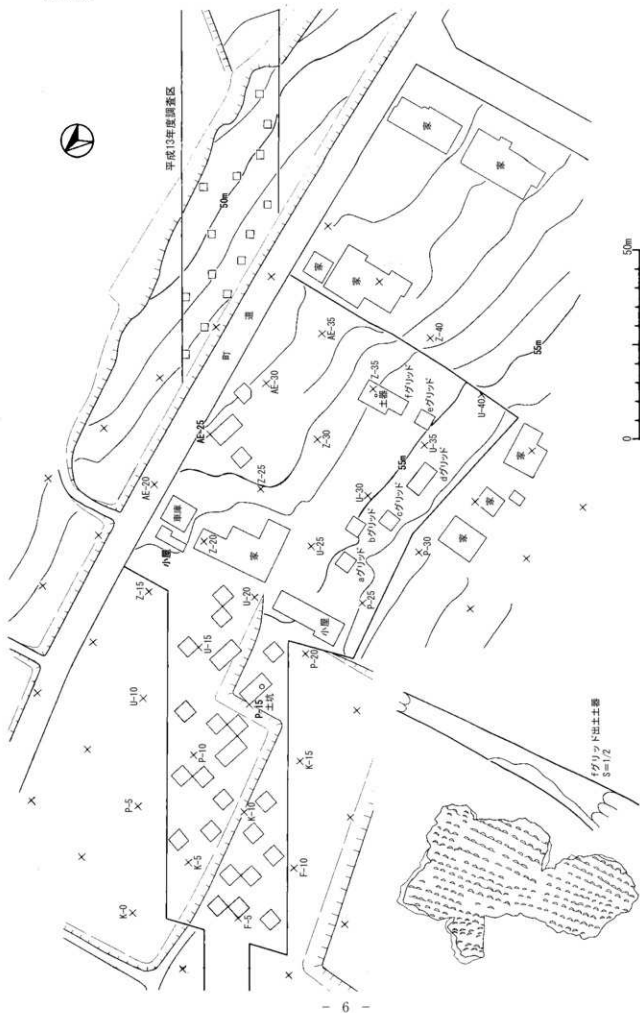 平成13年度調査区
50m
町
道
家
家
家
家
AE-35
Z-40
55m
AE-30
Z-35
土器
fグリッド
eグリッド
U-40
AE-25
Z-30
U-35
dグリッド
55m
Z-25
U-30
cグリッド
bグリッド
aグリッド
AE-20
車庫
小屋
Z-20
家
U-25
P-30
P-25
家
家
家
Z-15
U-20
小屋
U-15
P-20
U-10
P-15
土坑
P-10
K-15
P-5
K-10
K-5
F-10
K-0
F-5
0
50m
fグリッド出土土器
S=1/2
- 6 -